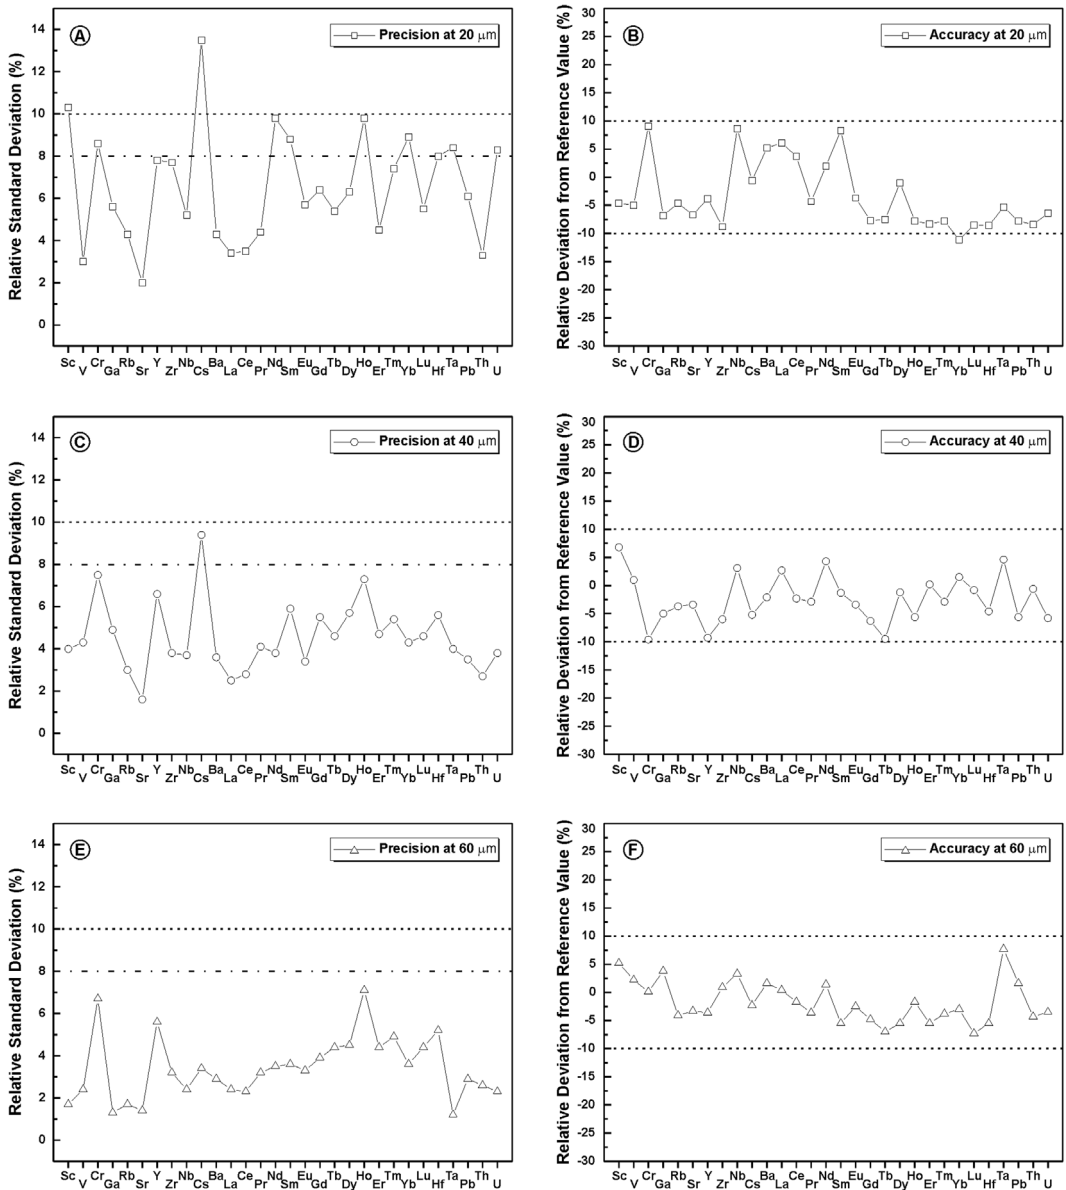 A
Precision at 20 μm
Relative Standard Deviation (%)
14
12
10
8
6
4
2
0
Sc V Cr Ga Rb Sr Y Zr Nb Cs Ba La Ce Pr Nd Sm Eu Gd Tb Dy Ho Er Tm Yb Lu Hf Ta Pb Th U
B
Accuracy at 20 μm
Relative Deviation from Reference Value (%)
30
25
20
15
10
5
0
-5
-10
-15
-20
-25
-30
Sc V Cr Ga Rb Sr Y Zr Nb Cs Ba La Ce Pr Nd Sm Eu Gd Tb Dy Ho Er Tm Yb Lu Hf Ta Pb Th U
C
Precision at 40 μm
Relative Standard Deviation (%)
14
12
10
8
6
4
2
0
Sc V Cr Ga Rb Sr Y Zr Nb Cs Ba La Ce Pr Nd Sm Eu Gd Tb Dy Ho Er Tm Yb Lu Hf Ta Pb Th U
D
Accuracy at 40 μm
Relative Deviation from Reference Value (%)
30
25
20
15
10
5
0
-5
-10
-15
-20
-25
-30
Sc V Cr Ga Rb Sr Y Zr Nb Cs Ba La Ce Pr Nd Sm Eu Gd Tb Dy Ho Er Tm Yb Lu Hf Ta Pb Th U
E
Precision at 60 μm
Relative Standard Deviation (%)
14
12
10
8
6
4
2
0
Sc V Cr Ga Rb Sr Y Zr Nb Cs Ba La Ce Pr Nd Sm Eu Gd Tb Dy Ho Er Tm Yb Lu Hf Ta Pb Th U
F
Accuracy at 60 μm
Relative Deviation from Reference Value (%)
30
25
20
15
10
5
0
-5
-10
-15
-20
-25
-30
Sc V Cr Ga Rb Sr Y Zr Nb Cs Ba La Ce Pr Nd Sm Eu Gd Tb Dy Ho Er Tm Yb Lu Hf Ta Pb Th U